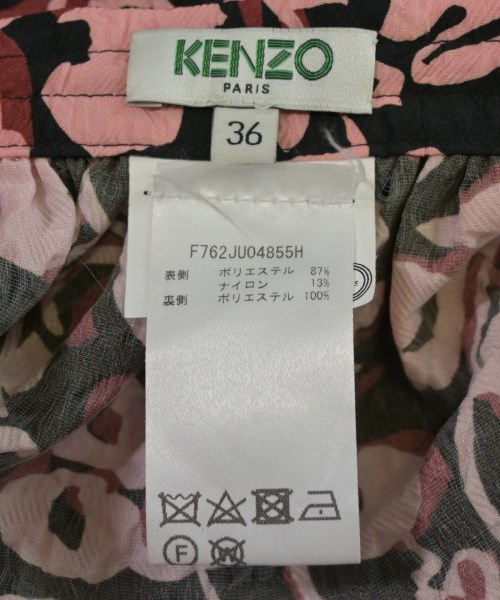 KENZO
PARIS
36
F762JU04855H
表側 ポリエステル 87%
ナイロン 13%
裏側 ポリエステル 100%
F W